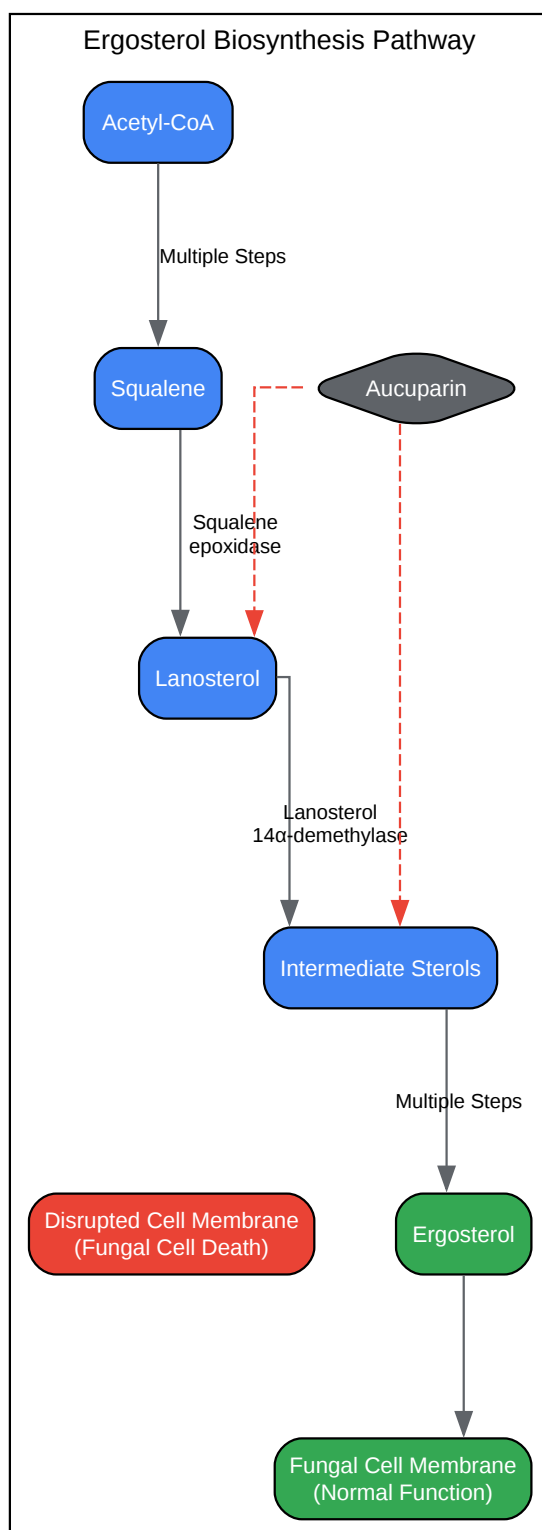 Ergosterol Biosynthesis Pathway
Acetyl-CoA
Multiple Steps
Squalene
Aucuparin
Squalene
epoxidase
Lanosterol
Lanosterol
14α-demethylase
Intermediate Sterols
Multiple Steps
Disrupted Cell Membrane
(Fungal Cell Death)
Ergosterol
Fungal Cell Membrane
(Normal Function)